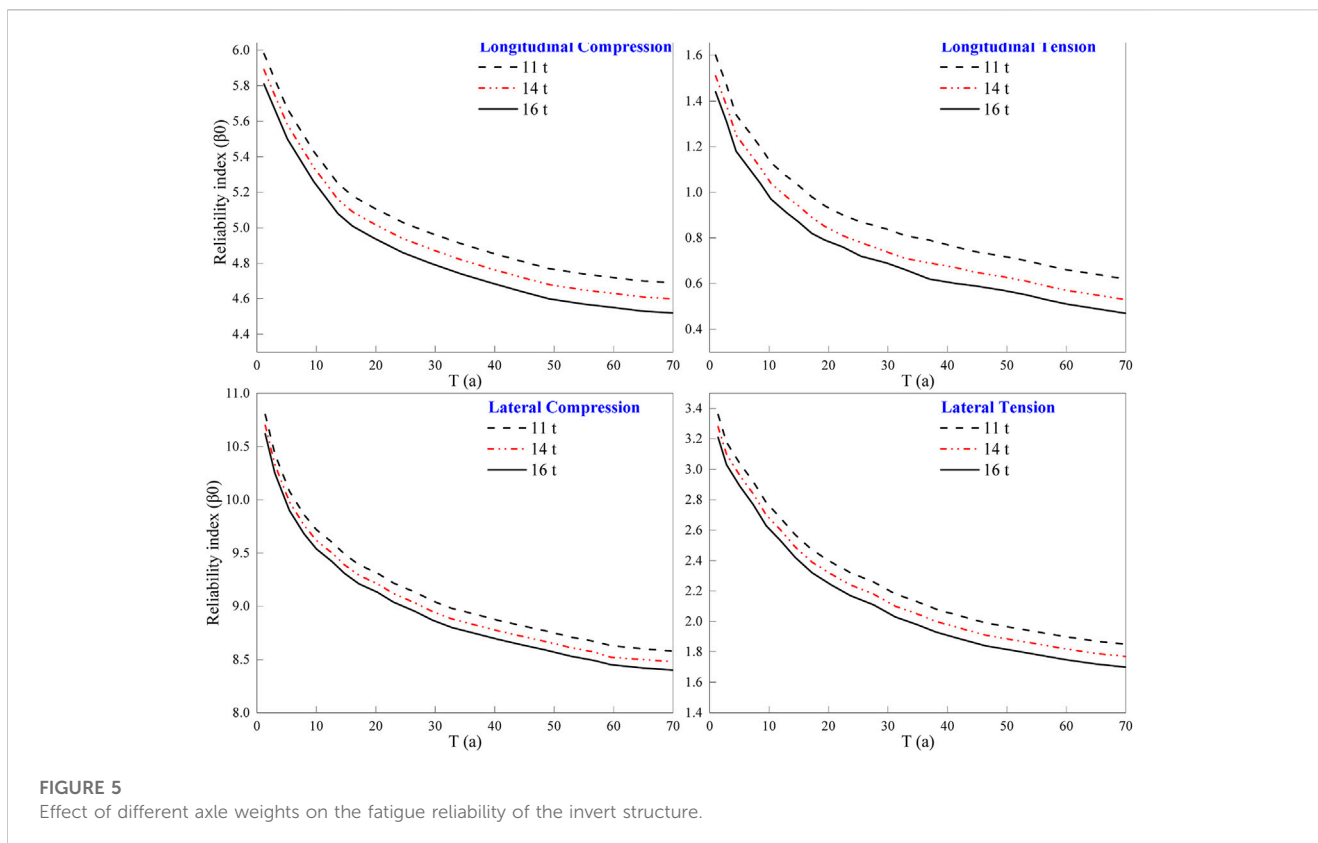 Longitudinal Compression
11 t
14 t
16 t
6.0
5.8
5.6
5.4
5.2
5.0
4.8
4.6
4.4
Reliability index (β0)
0 10 20 30 40 50 60 70
T (a)
Longitudinal Tension
11 t
14 t
16 t
1.6
1.4
1.2
1.0
0.8
0.6
0.4
0 10 20 30 40 50 60 70
T (a)
Lateral Compression
11 t
14 t
16 t
11.0
10.5
10.0
9.5
9.0
8.5
8.0
Reliability index (β0)
0 10 20 30 40 50 60 70
T (a)
Lateral Tension
11 t
14 t
16 t
3.4
3.2
3.0
2.8
2.6
2.4
2.2
2.0
1.8
1.6
1.4
0 10 20 30 40 50 60 70
T (a)
FIGURE 5
Effect of different axle weights on the fatigue reliability of the invert structure.